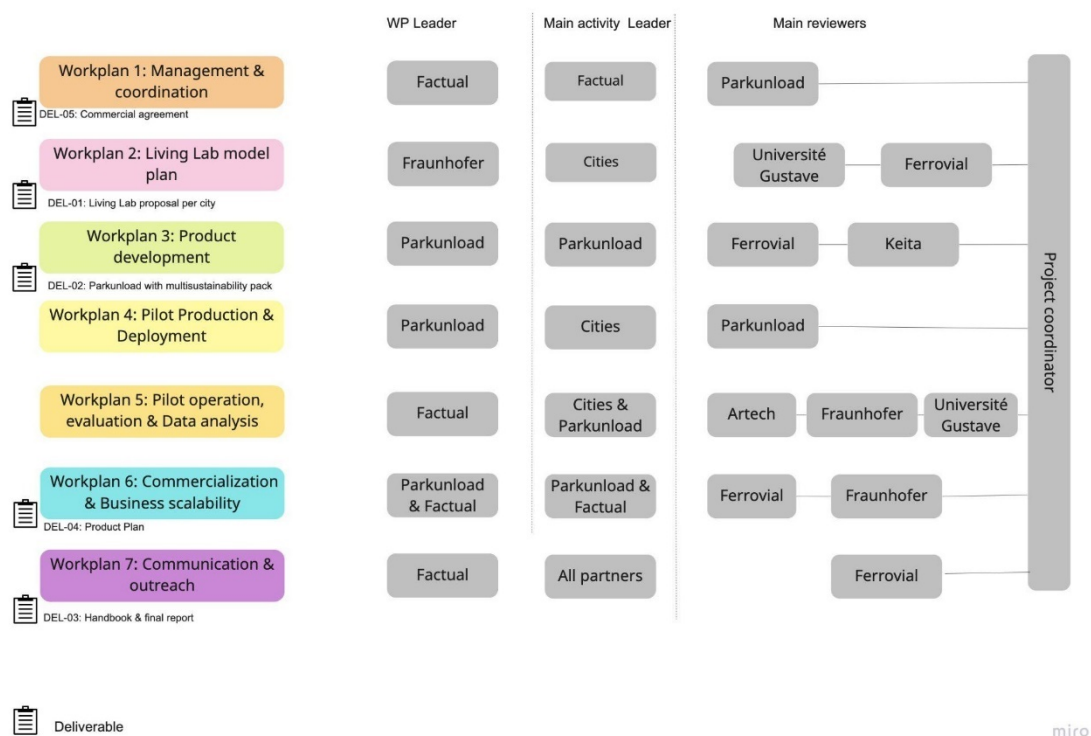 WP Leader
Main activity Leader
Main reviewers
Workplan 1: Management &
coordination
Factual
Factual
Parkunload
DEL-05: Commercial agreement
Workplan 2: Living Lab model
plan
Fraunhofer
Cities
Université
Gustave
Ferrovial
DEL-01: Living Lab proposal per city
Workplan 3: Product
development
Parkunload
Parkunload
Ferrovial
Keita
DEL-02: Parkunload with multisustainability pack
Workplan 4: Pilot Production &
Deployment
Parkunload
Cities
Parkunload
Workplan 5: Pilot operation,
evaluation & Data analysis
Factual
Cities &
Parkunload
Artech
Fraunhofer
Université
Gustave
Workplan 6: Commercialization
& Business scalability
Parkunload
& Factual
Parkunload &
Factual
Ferrovial
Fraunhofer
DEL-04: Product Plan
Workplan 7: Communication &
outreach
Factual
All partners
Ferrovial
DEL-03: Handbook & final report
Project coordinator
Deliverable
miro